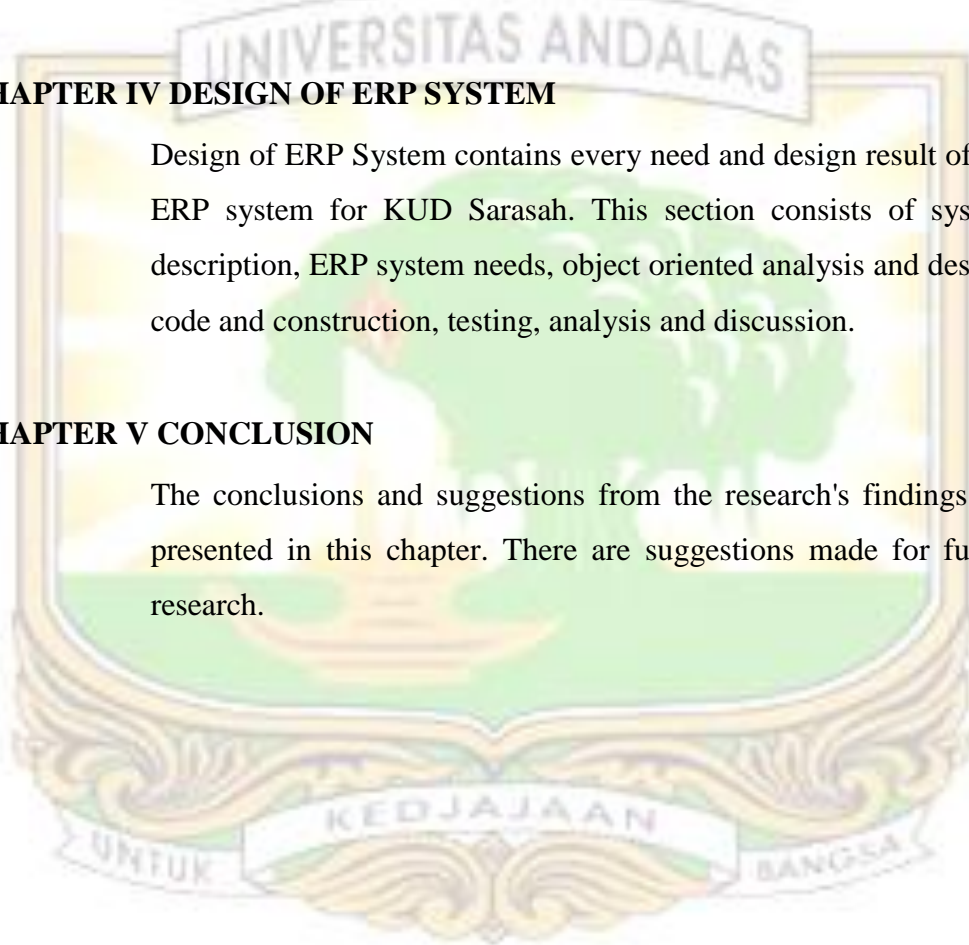 UNIVERSITAS ANDALAS
HAPTER IV DESIGN OF ERP SYSTEM
Design of ERP System contains every need and design result of
ERP system for KUD Sarasah. This section consists of sys
description, ERP system needs, object oriented analysis and des
code and construction, testing, analysis and discussion.
HAPTER V CONCLUSION
The conclusions and suggestions from the research's findings
presented in this chapter. There are suggestions made for fu
research.
UNTUK KEDJAJAAN BANGSA